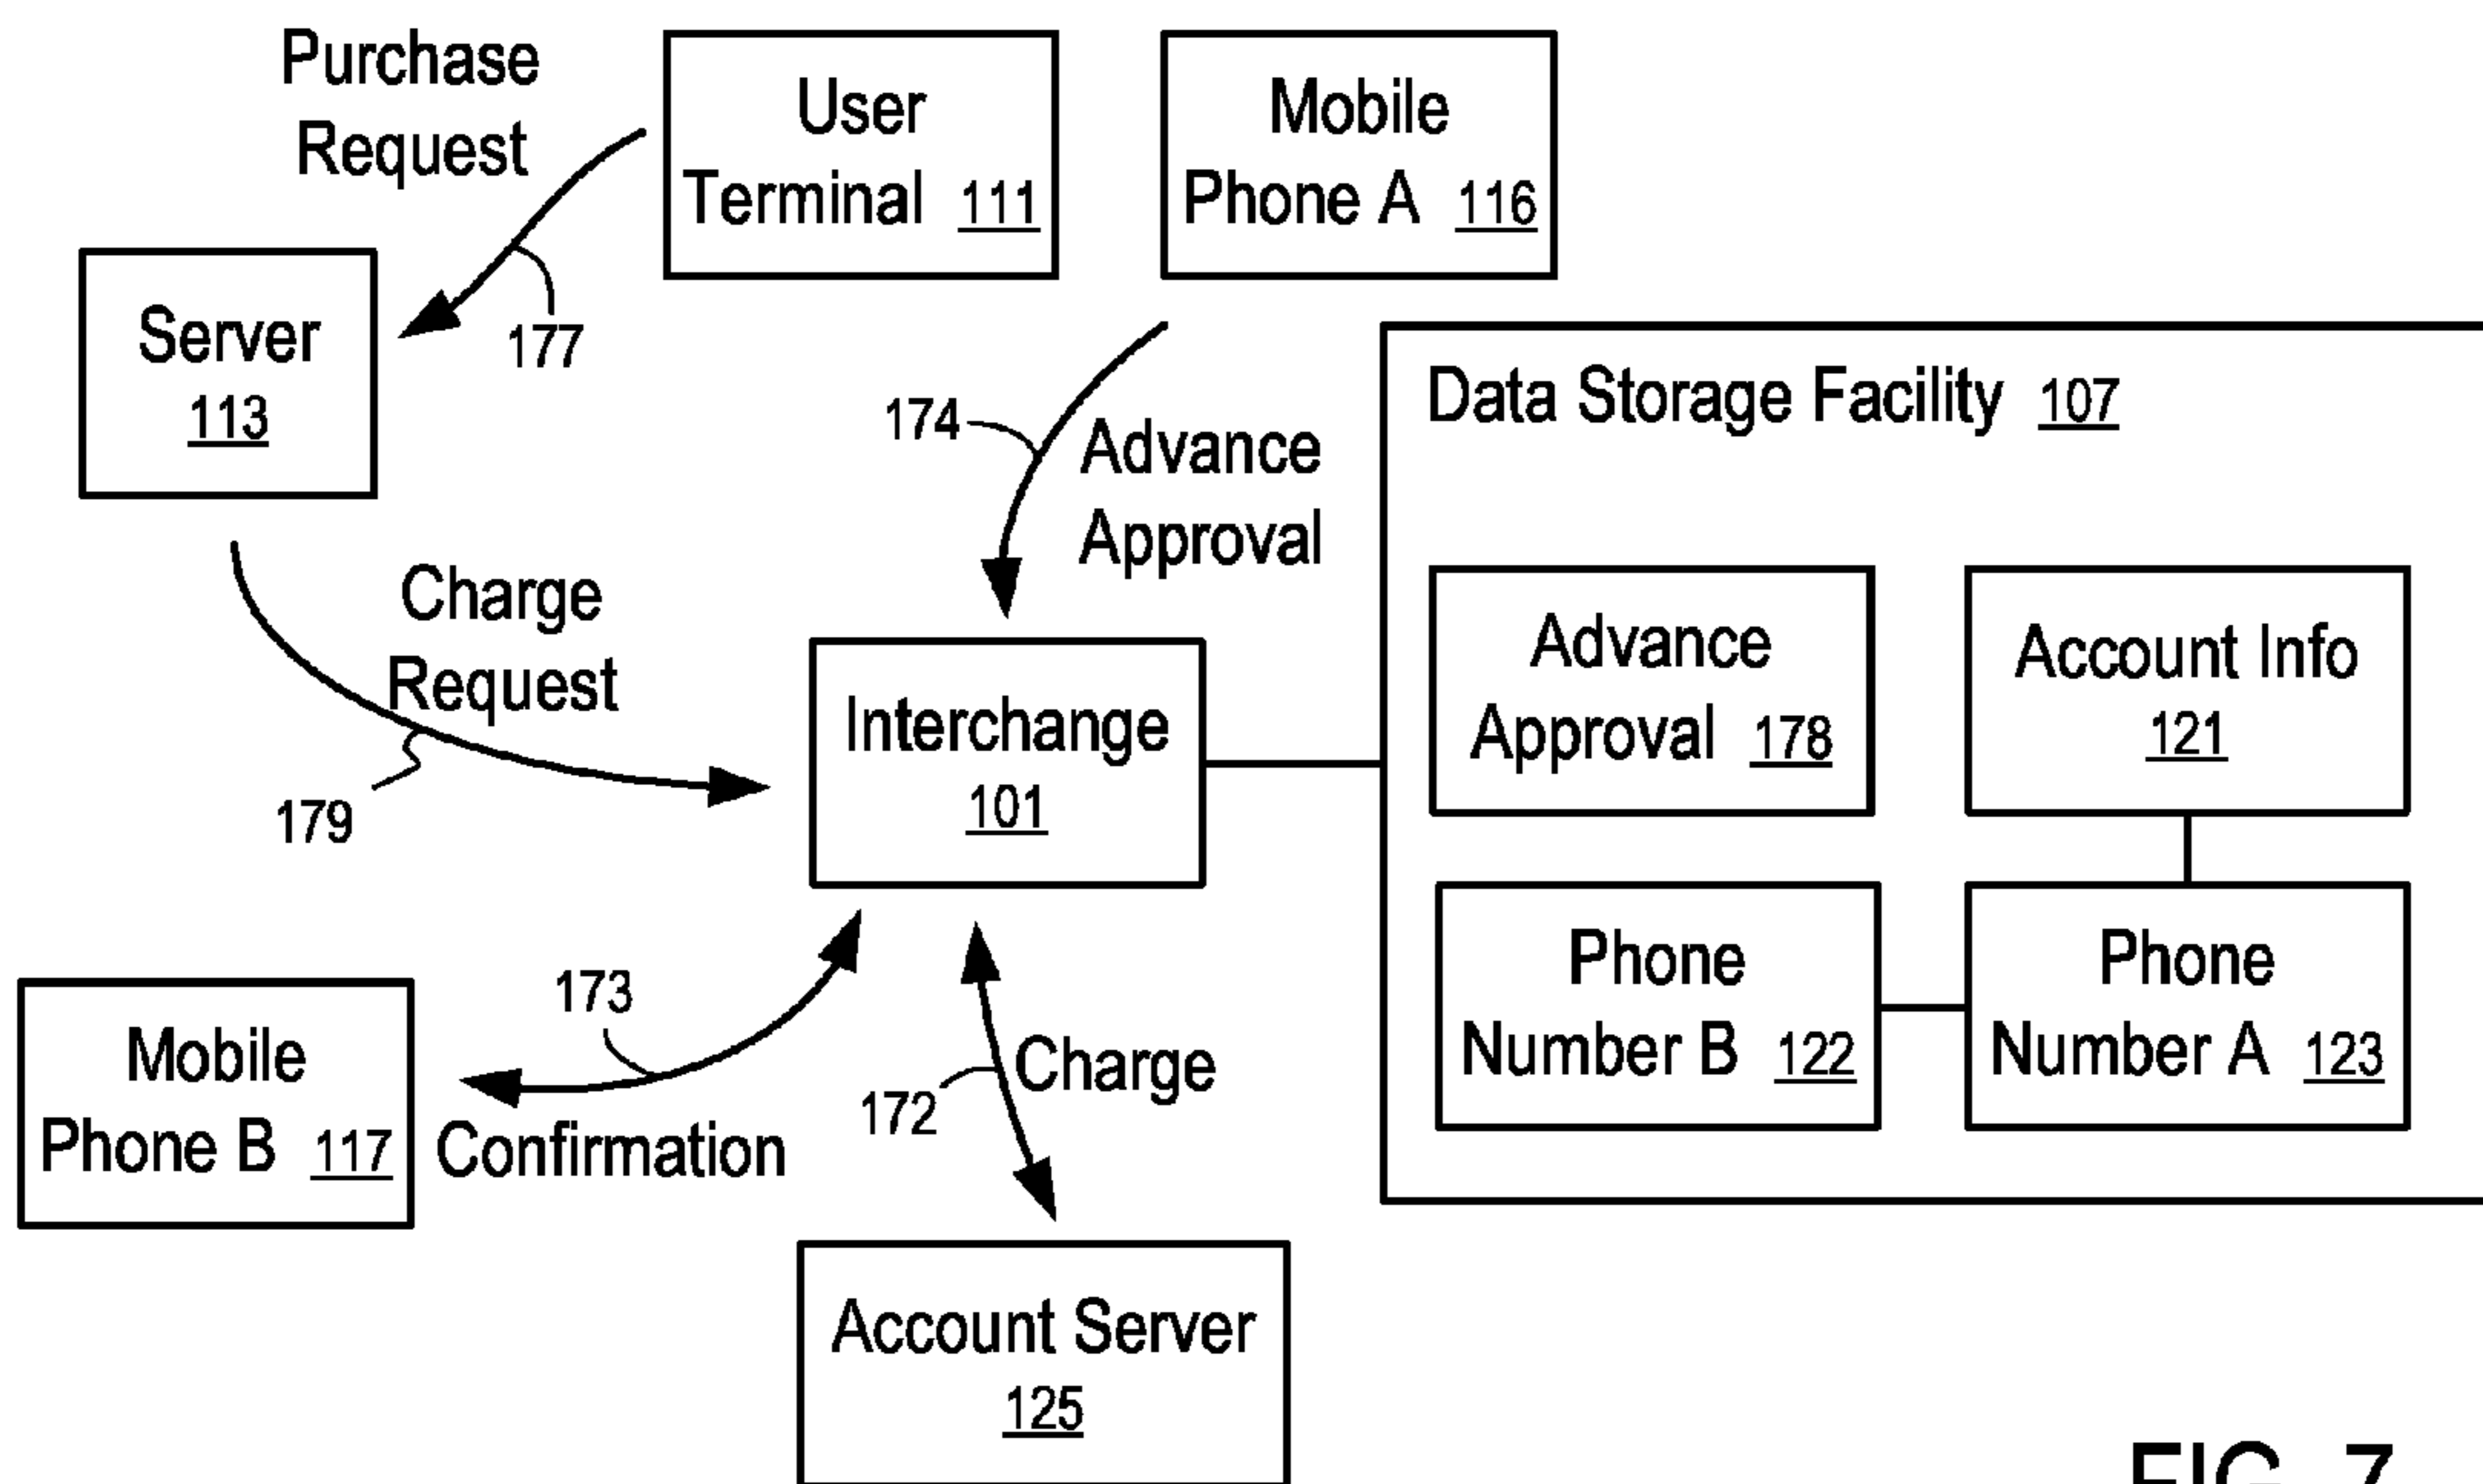 Purchase
Request
User
Terminal 111
Mobile
Phone A 116
Server
113
177
174
Advance
Approval
Data Storage Facility 107
Charge
Request
179
Interchange
101
Advance
Approval 178
Account Info
121
Phone
Number B 122
Phone
Number A 123
Mobile
Phone B 117
173
Confirmation
172
Charge
Account Server
125
FIG. 7